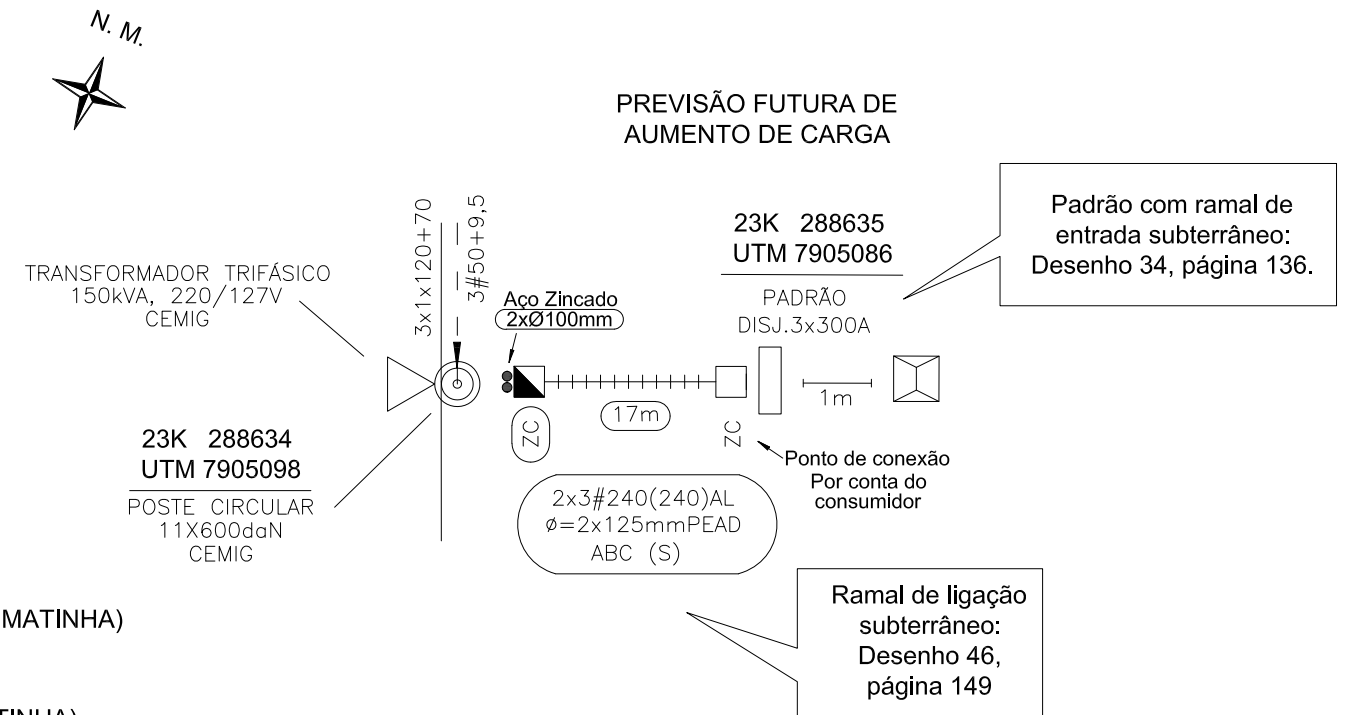 N. M.
PREVISÃO FUTURA DE
AUMENTO DE CARGA
TRANSFORMADOR TRIFÁSICO
150kVA, 220/127V
CEMIG
3x1x120+70
3#50+9,5
Aço Zincado
2xØ100mm
23K 288635
UTM 7905086
PADRÃO
DISJ.3x300A
Padrão com ramal de
entrada subterrâneo:
Desenho 34, página 136.
23K 288634
UTM 7905098
POSTE CIRCULAR
11X600daN
CEMIG
ZC
17m
ZC
1m
Ponto de conexão
Por conta do
consumidor
2x3#240(240)AL
ø=2x125mmPEAD
ABC (S)
Ramal de ligação
subterrâneo:
Desenho 46,
página 149
MATINHA)
TINHA)